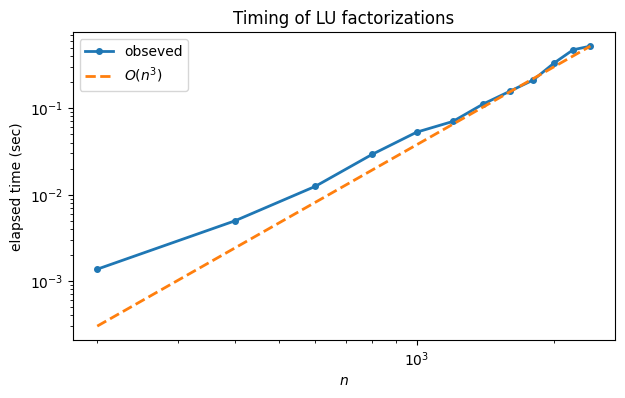 Timing of LU factorizations
obseved
O(n³)
10⁻¹
10⁻²
10⁻³
elapsed time (sec)
10³
n